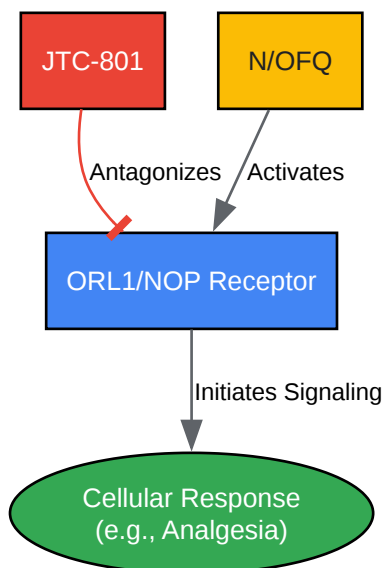 JTC-801
N/OFQ
Antagonizes
Activates
ORL1/NOP Receptor
Initiates Signaling
Cellular Response
(e.g., Analgesia)